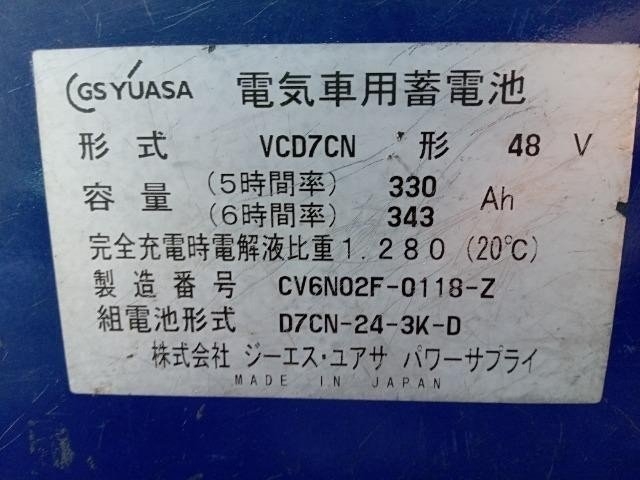 GS YUASA 電気車用蓄電池
形式 VCD7CN 形 48 V
容量 (5時間率) 330 Ah
(6時間率) 343
完全充電時電解液比重1.280 (20℃)
製造番号 CV6N02F-0118-Z
組電池形式 D7CN-24-3K-D
株式会社 ジーエス・ユアサ パワーサプライ
MADE IN JAPAN